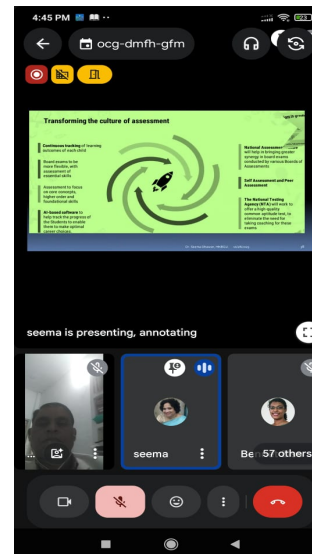 4:45 PM
23
ocg-dmfh-gfm
Transforming the culture of assessment
Continuous tracking of learning
outcomes of each child
Board exams to be
more flexible, with
assessment of
essential skills
Assessment to focus
on core concepts,
higher order and
foundational skills
AI-based software to
help track the progress of
the Students to enable
them to make optimal
career choices.
National Assessment
will help in bringing greater
synergy in board exams
conducted by various Boards of
Assessments
Self Assessment and Peer
Assessment
The National Testing
Agency (NTA) will work to
offer a high quality
common aptitude test, to
eliminate the need for
taking coaching for these
exams
seema is presenting, annotating
...
seema
Be
57 others